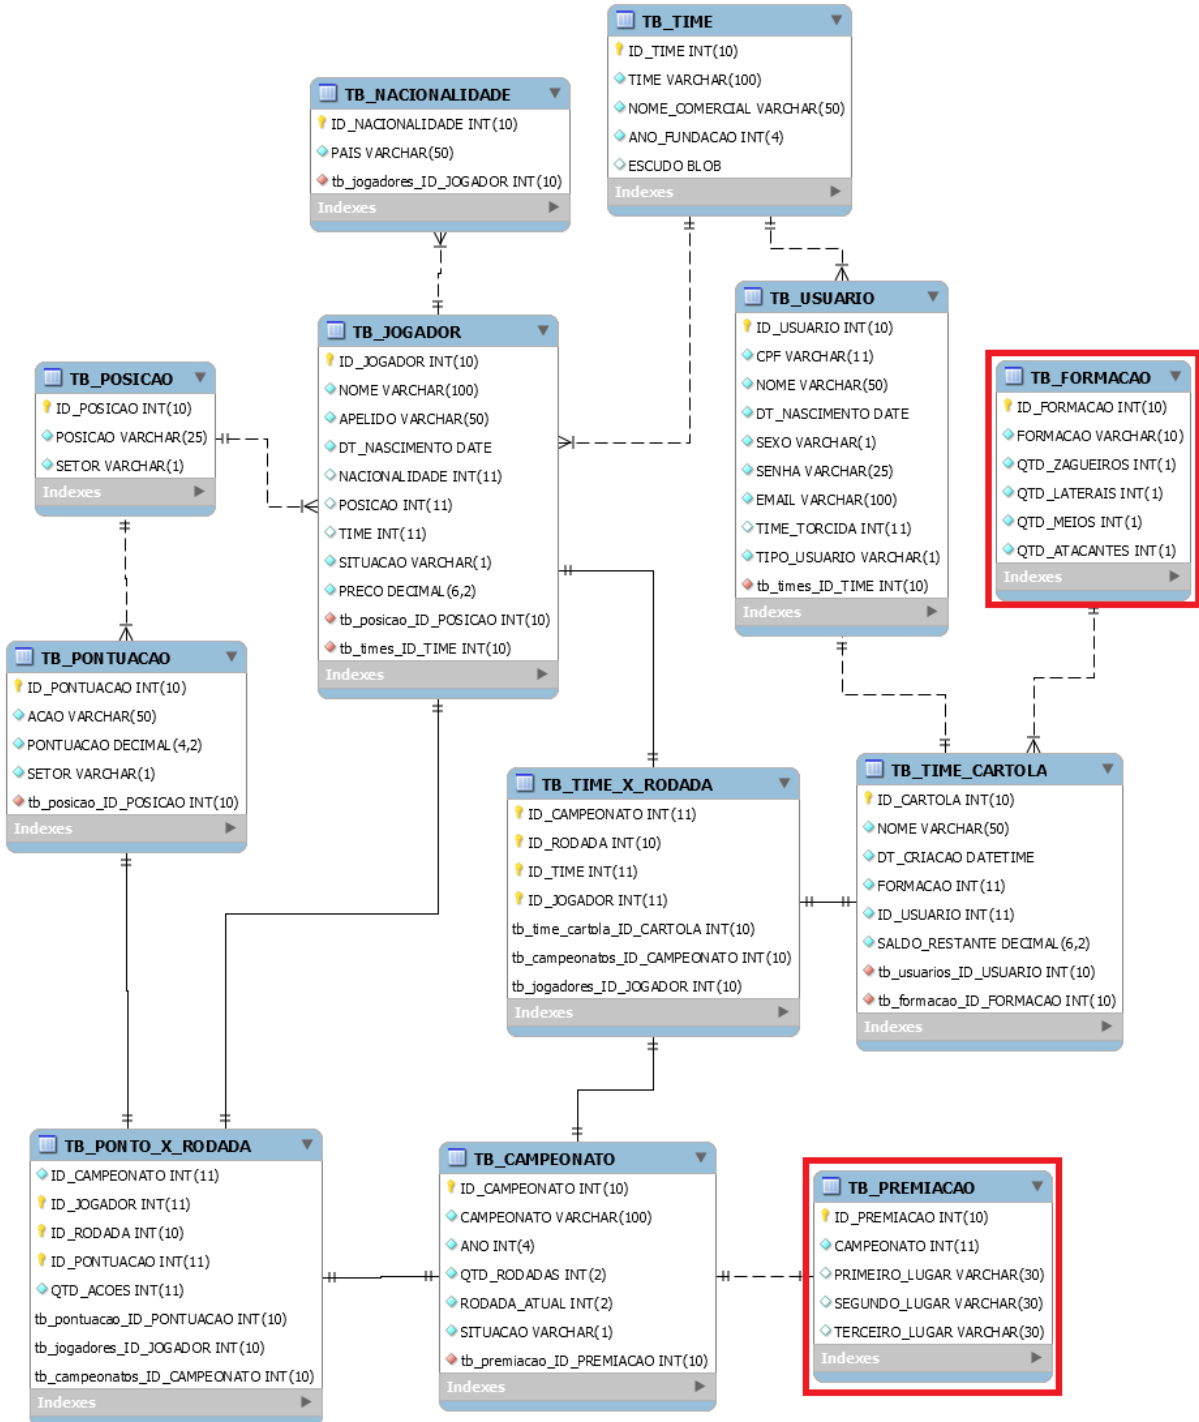 TB_TIME
ID_TIME INT(10)
TIME VARCHAR(100)
NOME_COMERCIAL VARCHAR(50)
ANO_FUNDACAO INT(4)
ESCUDO BLOB
Indexes
TB_NACIONALIDADE
ID_NACIONALIDADE INT(10)
PAIS VARCHAR(50)
tb_jogadores_ID_JOGADOR INT(10)
Indexes
TB_USUARIO
ID_USUARIO INT(10)
CPF VARCHAR(11)
NOME VARCHAR(50)
DT_NASCIMENTO DATE
SEXO VARCHAR(1)
SENHA VARCHAR(25)
EMAIL VARCHAR(100)
TIME_TORCIDA INT(11)
TIPO_USUARIO VARCHAR(1)
tb_times_ID_TIME INT(10)
Indexes
TB_JOGADOR
ID_JOGADOR INT(10)
NOME VARCHAR(100)
APELIDO VARCHAR(50)
DT_NASCIMENTO DATE
NACIONALIDADE INT(11)
POSICAO INT(11)
TIME INT(11)
SITUACAO VARCHAR(1)
PRECO DECIMAL(6,2)
tb_posicao_ID_POSICAO INT(10)
tb_times_ID_TIME INT(10)
Indexes
TB_POSICAO
ID_POSICAO INT(10)
POSICAO VARCHAR(25)
SETOR VARCHAR(1)
Indexes
TB_FORMACAO
ID_FORMACAO INT(10)
FORMACAO VARCHAR(10)
QTD_ZAGUEIROS INT(1)
QTD_LATERAIS INT(1)
QTD_MEIOS INT(1)
QTD_ATACANTES INT(1)
Indexes
TB_PONTUACAO
ID_PONTUACAO INT(10)
ACAO VARCHAR(50)
PONTUACAO DECIMAL(4,2)
SETOR VARCHAR(1)
tb_posicao_ID_POSICAO INT(10)
Indexes
TB_TIME_X_RODADA
ID_CAMPEONATO INT(11)
ID_RODADA INT(10)
ID_TIME INT(11)
ID_JOGADOR INT(11)
tb_time_cartola_ID_CARTOLA INT(10)
tb_campeonatos_ID_CAMPEONATO INT(10)
tb_jogadores_ID_JOGADOR INT(10)
Indexes
TB_TIME_CARTOLA
ID_CARTOLA INT(10)
NOME VARCHAR(50)
DT_CRIACAO DATETIME
FORMACAO INT(11)
ID_USUARIO INT(11)
SALDO_RESTANTE DECIMAL(6,2)
tb_usuarios_ID_USUARIO INT(10)
tb_formacao_ID_FORMACAO INT(10)
Indexes
TB_PONTO_X_RODADA
ID_CAMPEONATO INT(11)
ID_JOGADOR INT(11)
ID_RODADA INT(10)
ID_PONTUACAO INT(11)
QTD_ACOES INT(11)
tb_pontuacao_ID_PONTUACAO INT(10)
tb_jogadores_ID_JOGADOR INT(10)
tb_campeonatos_ID_CAMPEONATO INT(10)
Indexes
TB_CAMPEONATO
ID_CAMPEONATO INT(10)
CAMPEONATO VARCHAR(100)
ANO INT(4)
QTD_RODADAS INT(2)
RODADA_ATUAL INT(2)
SITUACAO VARCHAR(1)
tb_premiacao_ID_PREMIACAO INT(10)
Indexes
TB_PREMIACAO
ID_PREMIACAO INT(10)
CAMPEONATO INT(11)
PRIMEIRO_LUGAR VARCHAR(30)
SEGUNDO_LUGAR VARCHAR(30)
TERCEIRO_LUGAR VARCHAR(30)
Indexes